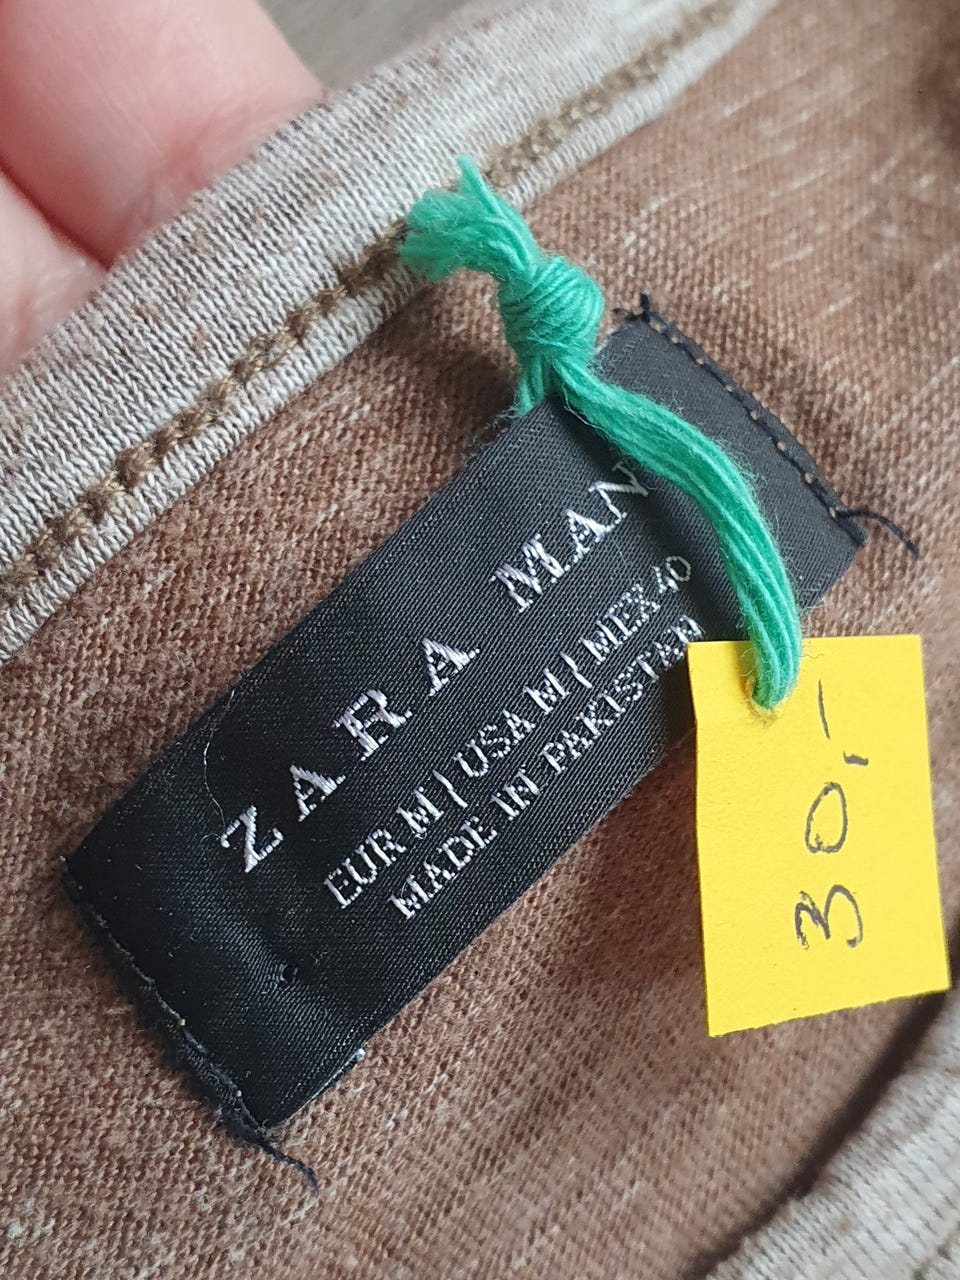 ZARA MAN
EUR M | USA M | MEX 40
MADE IN PAKISTAN
30,-